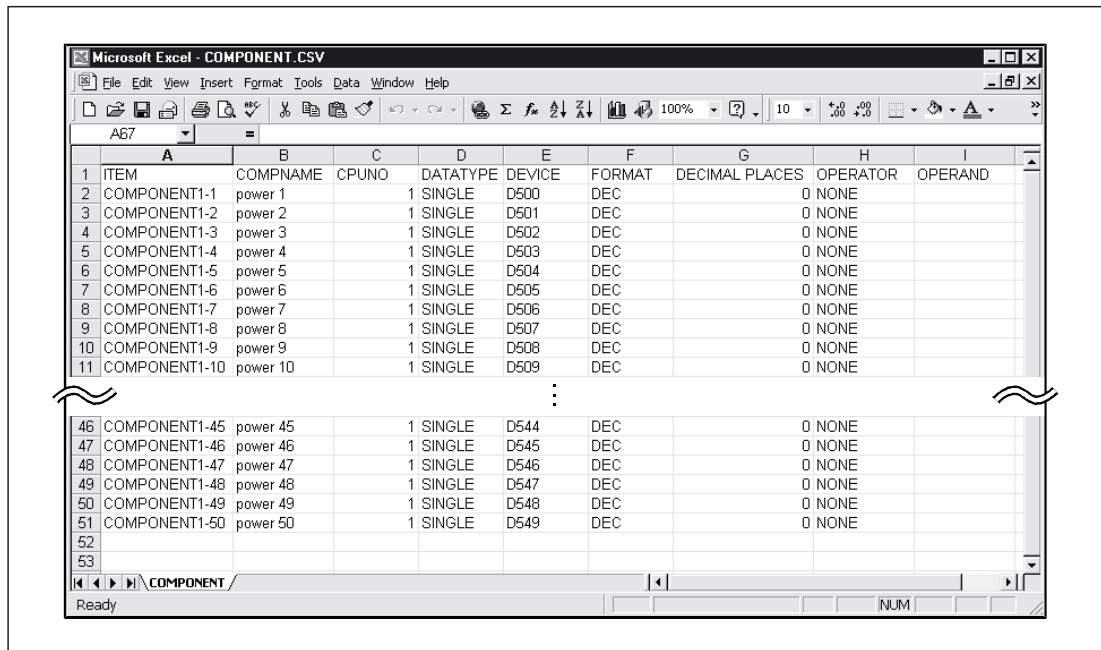 Microsoft Excel - COMPONENT.CSV
File Edit View Insert Format Tools Data Window Help
100% 10
A67 =
A B C D E F G H I
1 ITEM COMPNAME CPUNO DATATYPE DEVICE FORMAT DECIMAL PLACES OPERATOR OPERAND
2 COMPONENT1-1 power 1 1 SINGLE D500 DEC 0 NONE
3 COMPONENT1-2 power 2 1 SINGLE D501 DEC 0 NONE
4 COMPONENT1-3 power 3 1 SINGLE D502 DEC 0 NONE
5 COMPONENT1-4 power 4 1 SINGLE D503 DEC 0 NONE
6 COMPONENT1-5 power 5 1 SINGLE D504 DEC 0 NONE
7 COMPONENT1-6 power 6 1 SINGLE D505 DEC 0 NONE
8 COMPONENT1-7 power 7 1 SINGLE D506 DEC 0 NONE
9 COMPONENT1-8 power 8 1 SINGLE D507 DEC 0 NONE
10 COMPONENT1-9 power 9 1 SINGLE D508 DEC 0 NONE
11 COMPONENT1-10 power 10 1 SINGLE D509 DEC 0 NONE
46 COMPONENT1-45 power 45 1 SINGLE D544 DEC 0 NONE
47 COMPONENT1-46 power 46 1 SINGLE D545 DEC 0 NONE
48 COMPONENT1-47 power 47 1 SINGLE D546 DEC 0 NONE
49 COMPONENT1-48 power 48 1 SINGLE D547 DEC 0 NONE
50 COMPONENT1-49 power 49 1 SINGLE D548 DEC 0 NONE
51 COMPONENT1-50 power 50 1 SINGLE D549 DEC 0 NONE
52
53
COMPONENT
Ready NUM